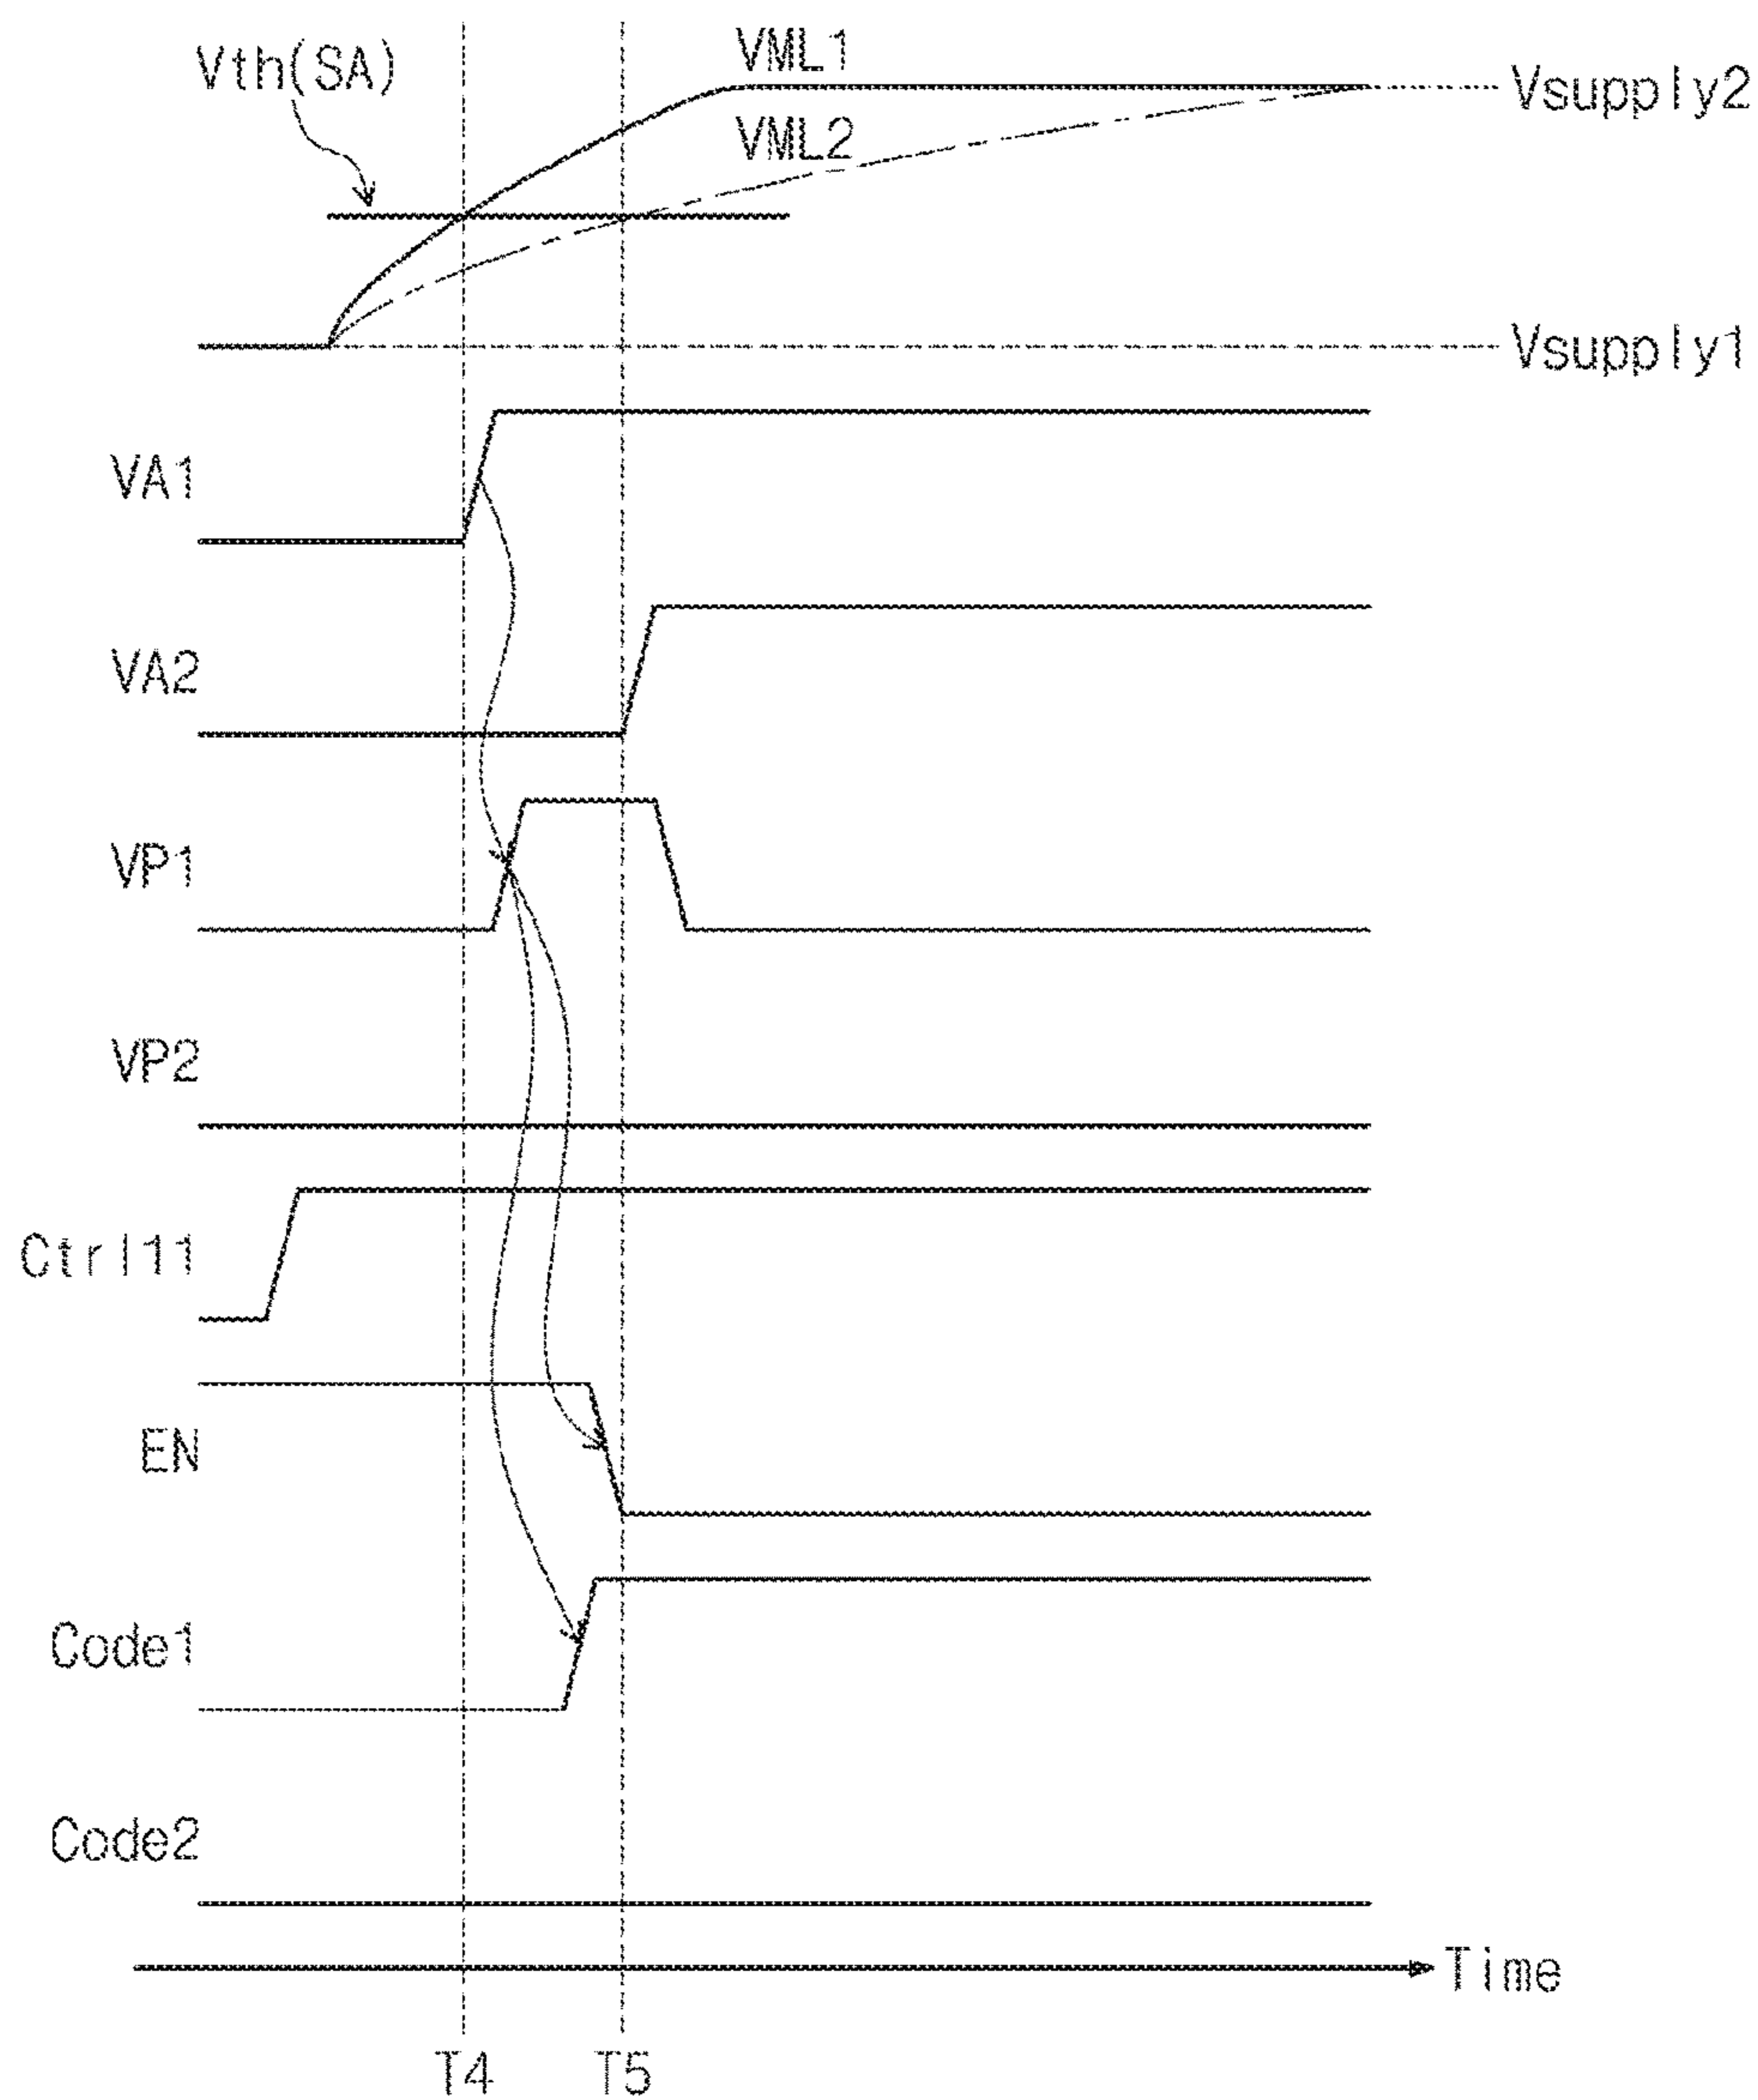 VML1
Vth(SA)
Vsupply2
VML2
Vsupply1
VA1
VA2
VP1
VP2
Ctrl11
EN
Code1
Code2
Time
T4 T5